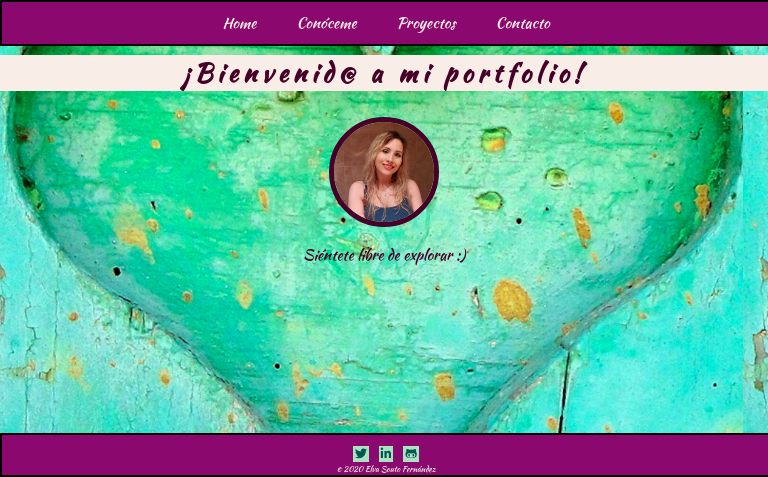 Home Conóceme Proyectos Contacto
¡Bienvenid@ a mi portfolio!
Siéntete libre de explorar :)
© 2020 Elva Souto Fernández